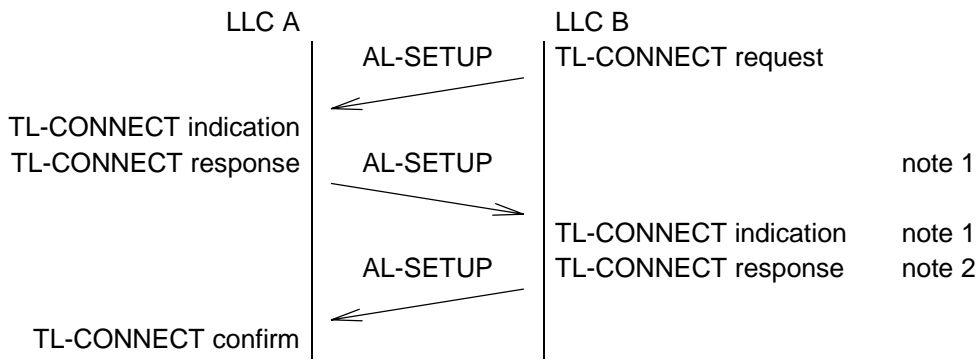 LLC A LLC B
AL-SETUP TL-CONNECT request
TL-CONNECT indication
TL-CONNECT response AL-SETUP note 1
TL-CONNECT indication note 1
AL-SETUP TL-CONNECT response note 2
TL-CONNECT confirm